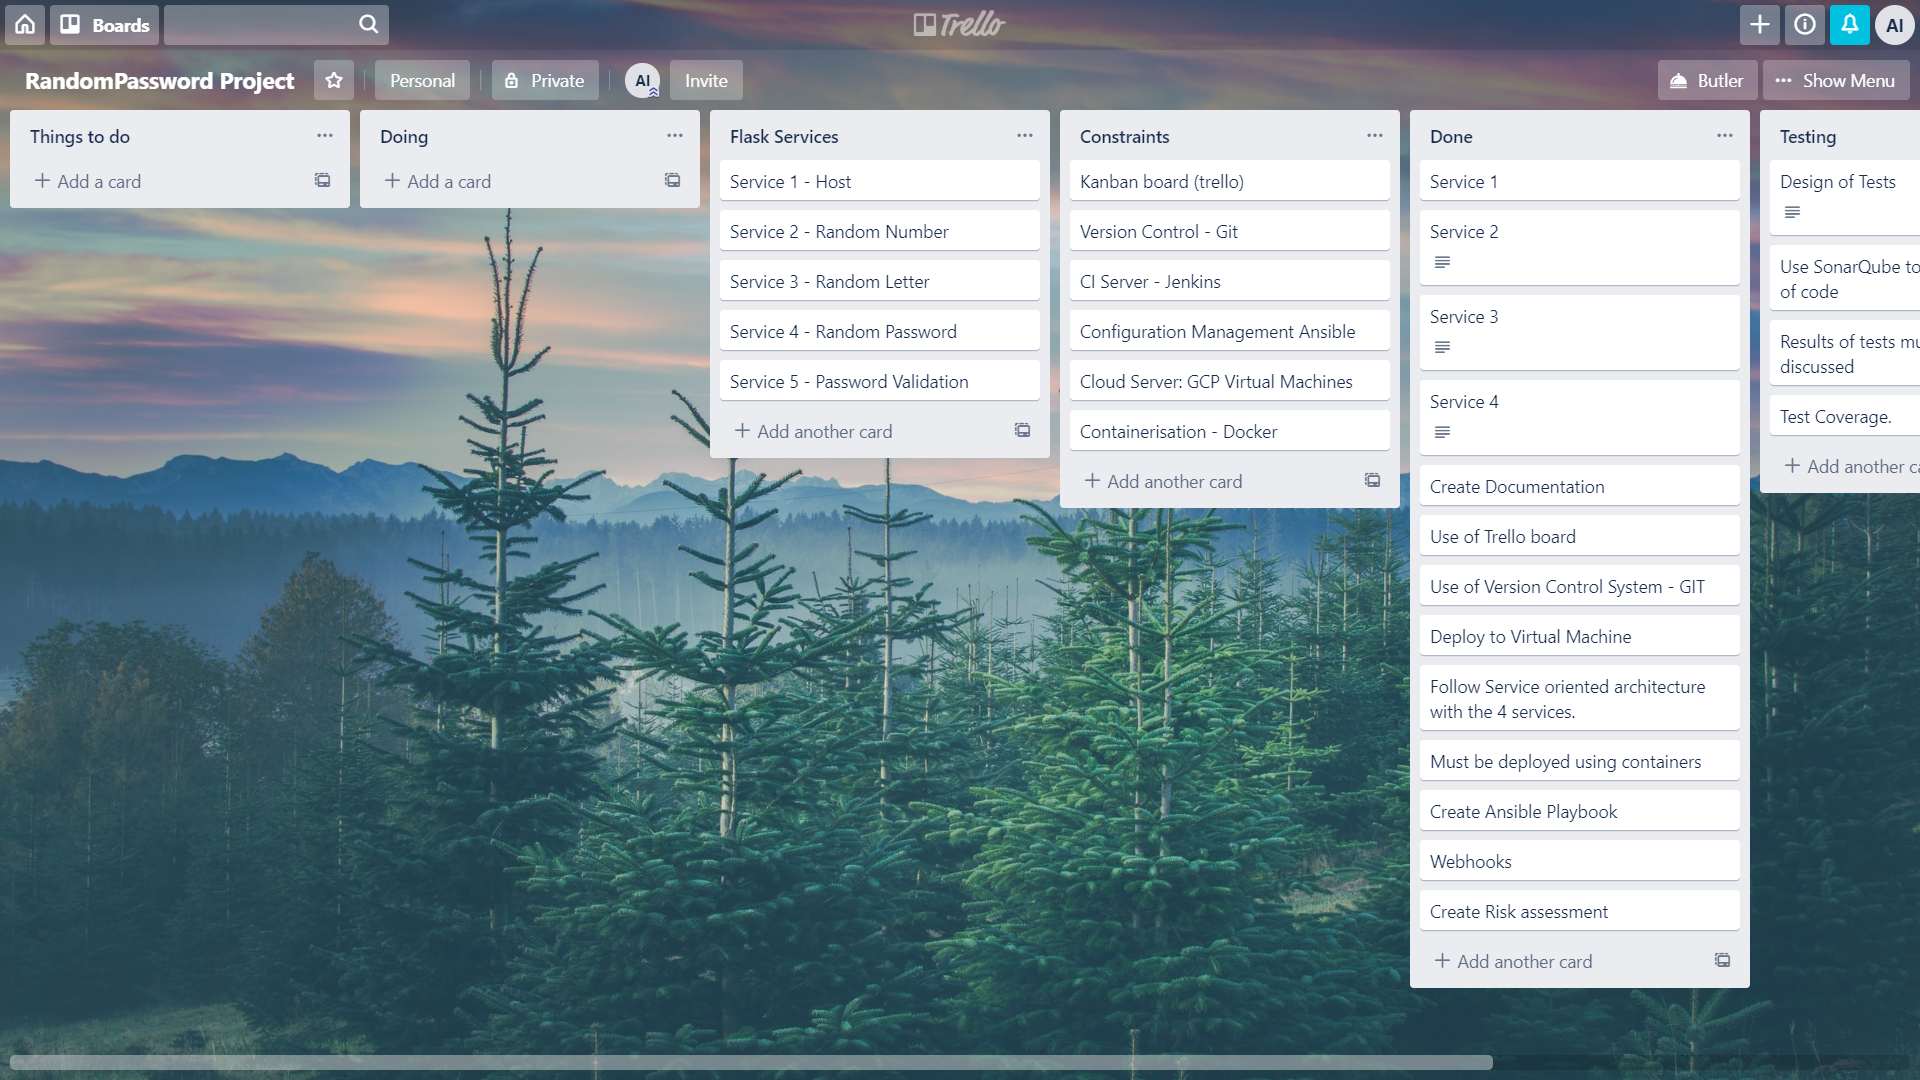 Boards
Trello
AI
RandomPassword Project
Personal
Private
AI
Invite
Butler
Show Menu
Things to do
Add a card
Doing
Add a card
Flask Services
Service 1 - Host
Service 2 - Random Number
Service 3 - Random Letter
Service 4 - Random Password
Service 5 - Password Validation
Add another card
Constraints
Kanban board (trello)
Version Control - Git
CI Server - Jenkins
Configuration Management Ansible
Cloud Server: GCP Virtual Machines
Containerisation - Docker
Add another card
Done
Service 1
Service 2
Service 3
Service 4
Create Documentation
Use of Trello board
Use of Version Control System - GIT
Deploy to Virtual Machine
Follow Service oriented architecture
with the 4 services.
Must be deployed using containers
Create Ansible Playbook
Webhooks
Create Risk assessment
Add another card
Testing
Design of Tests
Use SonarQube to
of code
Results of tests
discussed
Test Coverage.
Add another